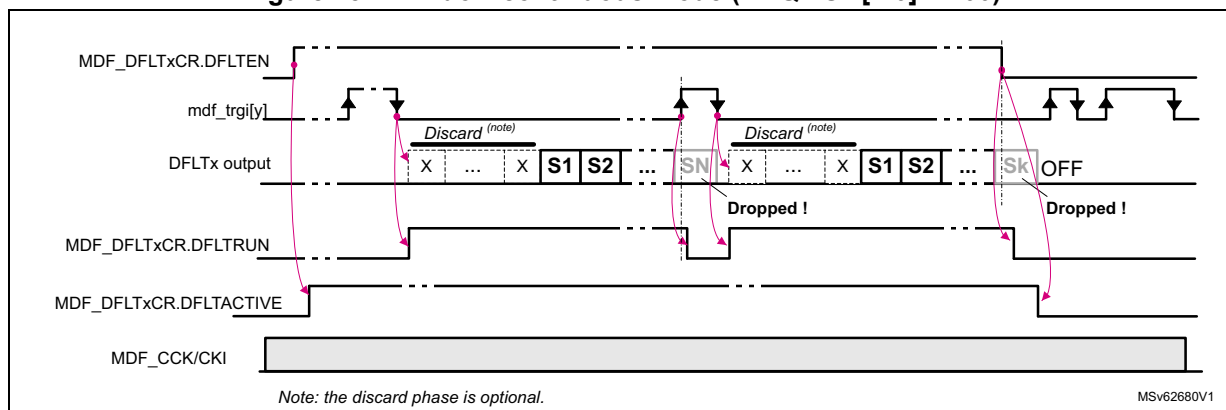 MDF_DFLTxCR.DFLTEN
mdf_trgi[y]
Discard (note)
Discard (note)
DFLTx output
X ... X S1 S2 ... SN X ... X S1 S2 ... Sk OFF
Dropped !
Dropped !
MDF_DFLTxCR.DFLTRUN
MDF_DFLTxCR.DFLTACTIVE
MDF_CCK/CKI
Note: the discard phase is optional.
MSv62680V1